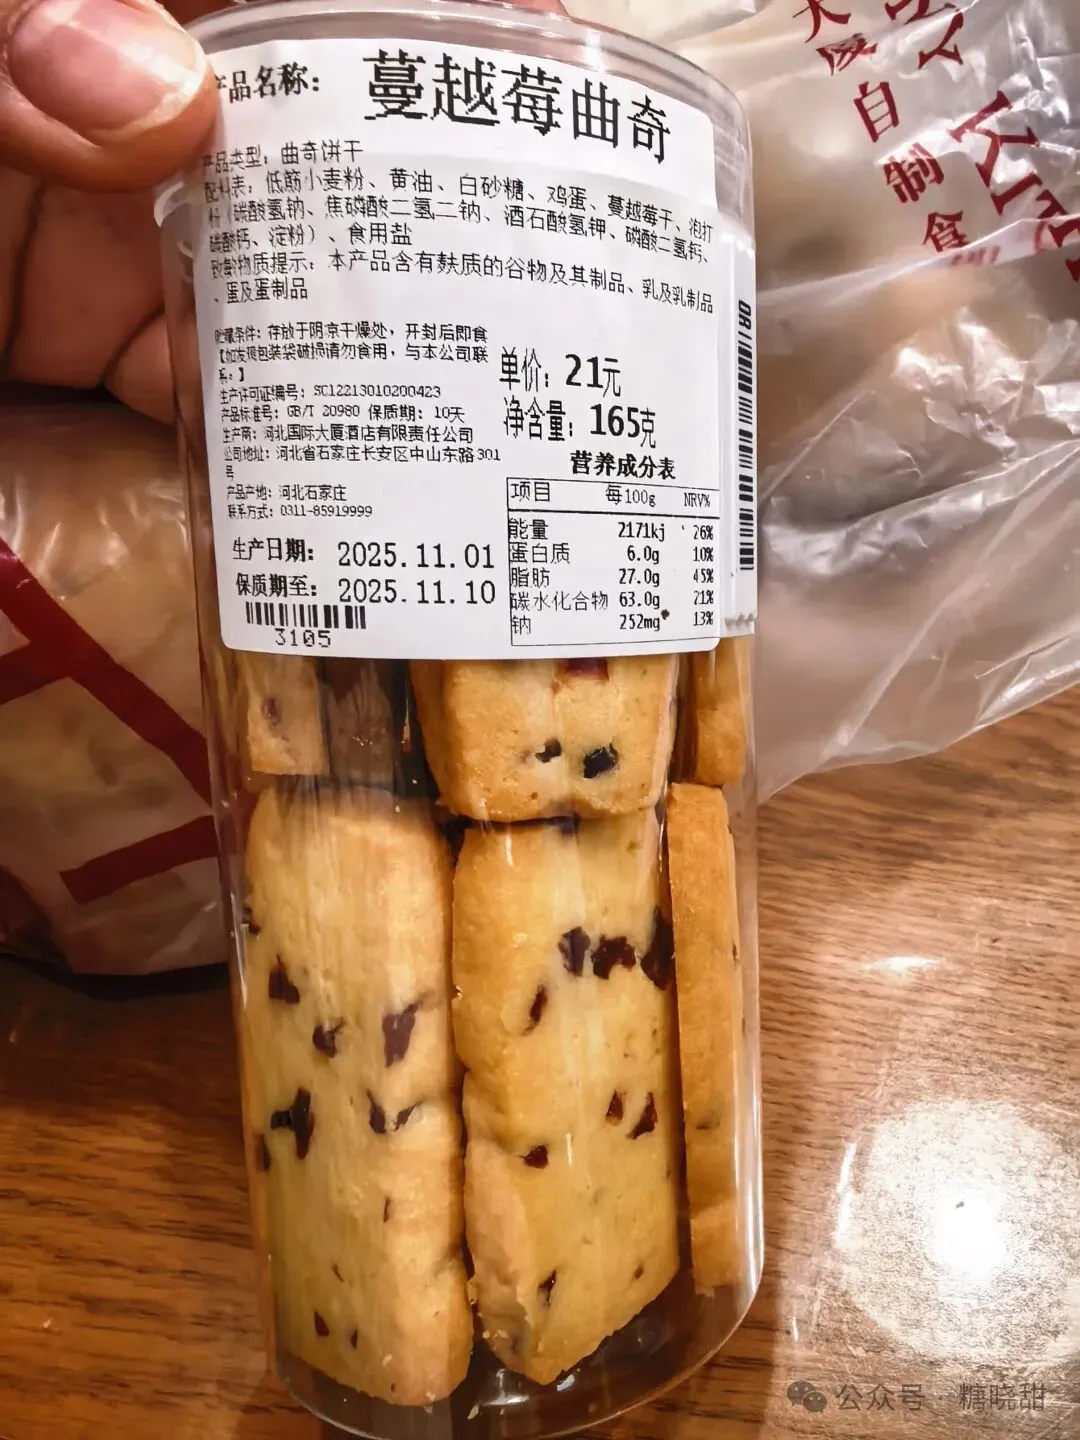 产品名称：蔓越莓曲奇
产品类型：曲奇饼干
配料表：低筋小麦粉、黄油、白砂糖、鸡蛋、蔓越莓干、泡打
粉（碳酸氢钠、焦磷酸二氢二钠、酒石酸氢钾、磷酸二氢钙、
碳酸钙、淀粉）、食用盐
致敏物质提示：本产品含有麸质的谷物及其制品、乳及乳制品
、蛋及蛋制品
贮藏条件：存放于阴凉干燥处，开封后即食
【如发现包装袋破损请勿食用，与本公司联
系：】
生产许可证编号：SC12213010200423
产品标准号：GB/T 20980 保质期：10天
生产商：河北国际大厦酒店有限责任公司
公司地址：河北省石家庄长安区中山东路301
号
产品产地：河北石家庄
联系方式：0311-85919999
生产日期：2025.11.01
保质期至：2025.11.10
3105
单价：21元
净含量：165克
营养成分表
项目 每100g NRV%
能量 2171kj 26%
蛋白质 6.0g 10%
脂肪 27.0g 45%
碳水化合物 63.0g 21%
钠 252mg 13%
大厦自制食
公众号 · 糖晓甜